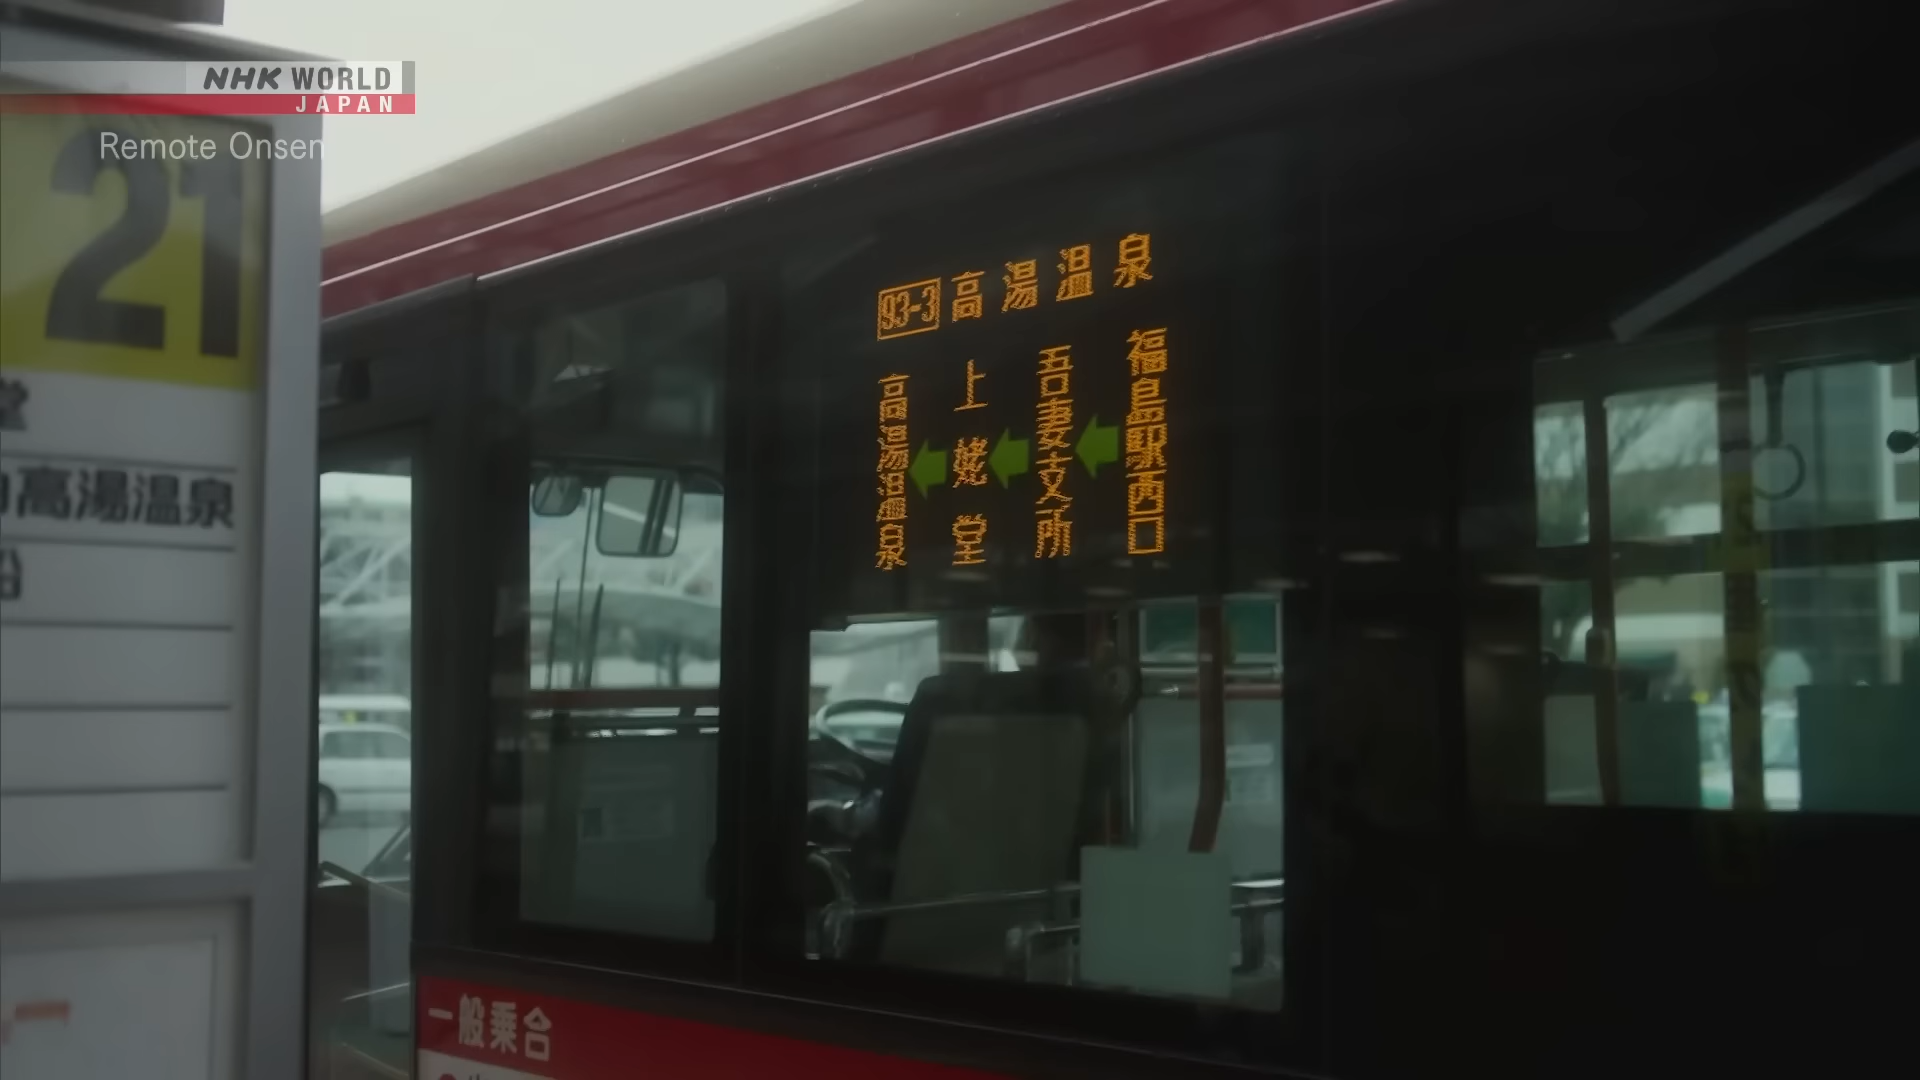 NHK WORLD
JAPAN
Remote Onsen
21
堂
高湯温泉
93-3 高湯温泉
福島駅西口
吾妻支所
上姥堂
高湯温泉
一般乗合